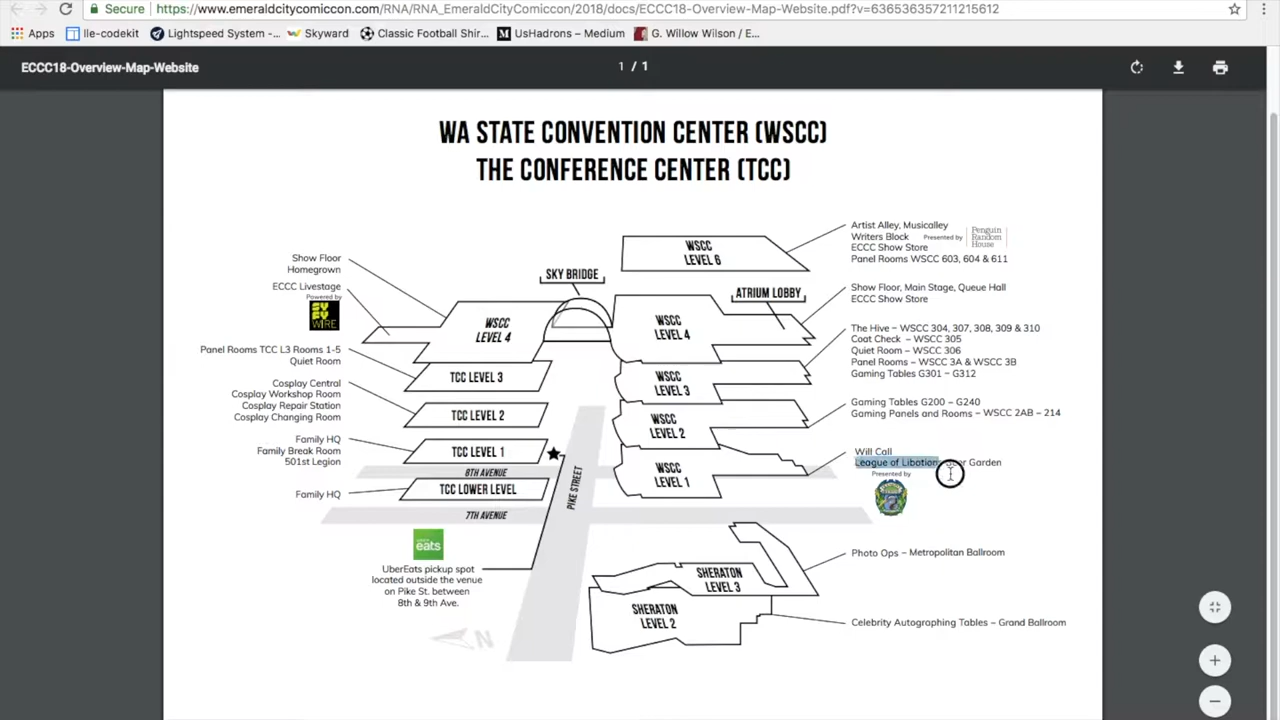 Secure | https://www.emeraldcitycomiccon.com/RNA/RNA_EmeraldCityComiccon/2018/docs/ECCC18-Overview-Map-Website.pdf?v=636536357211215612
Apps lle-codekit Lightspeed System -... Skyward Classic Football Shir... UsHadrons – Medium G. Willow Wilson / E...
ECCC18-Overview-Map-Website
1 / 1
WA STATE CONVENTION CENTER (WSCC)
THE CONFERENCE CENTER (TCC)
Show Floor
Homegrown
ECCC Livestage
Powered by
SYFY
WIRE
Panel Rooms TCC L3 Rooms 1-5
Quiet Room
Cosplay Central
Cosplay Workshop Room
Cosplay Repair Station
Cosplay Changing Room
Family HQ
Family Break Room
501st Legion
Family HQ
SKY BRIDGE
WSCC
LEVEL 4
TCC LEVEL 3
TCC LEVEL 2
TCC LEVEL 1
8TH AVENUE
TCC LOWER LEVEL
7TH AVENUE
PIKE STREET
eats
UberEats pickup spot
located outside the venue
on Pike St. between
8th & 9th Ave.
N
WSCC
LEVEL 6
ATRIUM LOBBY
WSCC
LEVEL 4
WSCC
LEVEL 3
WSCC
LEVEL 2
WSCC
LEVEL 1
SHERATON
LEVEL 3
SHERATON
LEVEL 2
Artist Alley, Musicalley
Writers Block Presented by Penguin
Random
House
ECCC Show Store
Panel Rooms WSCC 603, 604 & 611
Show Floor, Main Stage, Queue Hall
ECCC Show Store
The Hive – WSCC 304, 307, 308, 309 & 310
Coat Check – WSCC 305
Quiet Room – WSCC 306
Panel Rooms – WSCC 3A & WSCC 3B
Gaming Tables G301 – G312
Gaming Tables G200 – G240
Gaming Panels and Rooms – WSCC 2AB – 214
Will Call
League of Libations Beer Garden
Presented by
Photo Ops – Metropolitan Ballroom
Celebrity Autographing Tables – Grand Ballroom